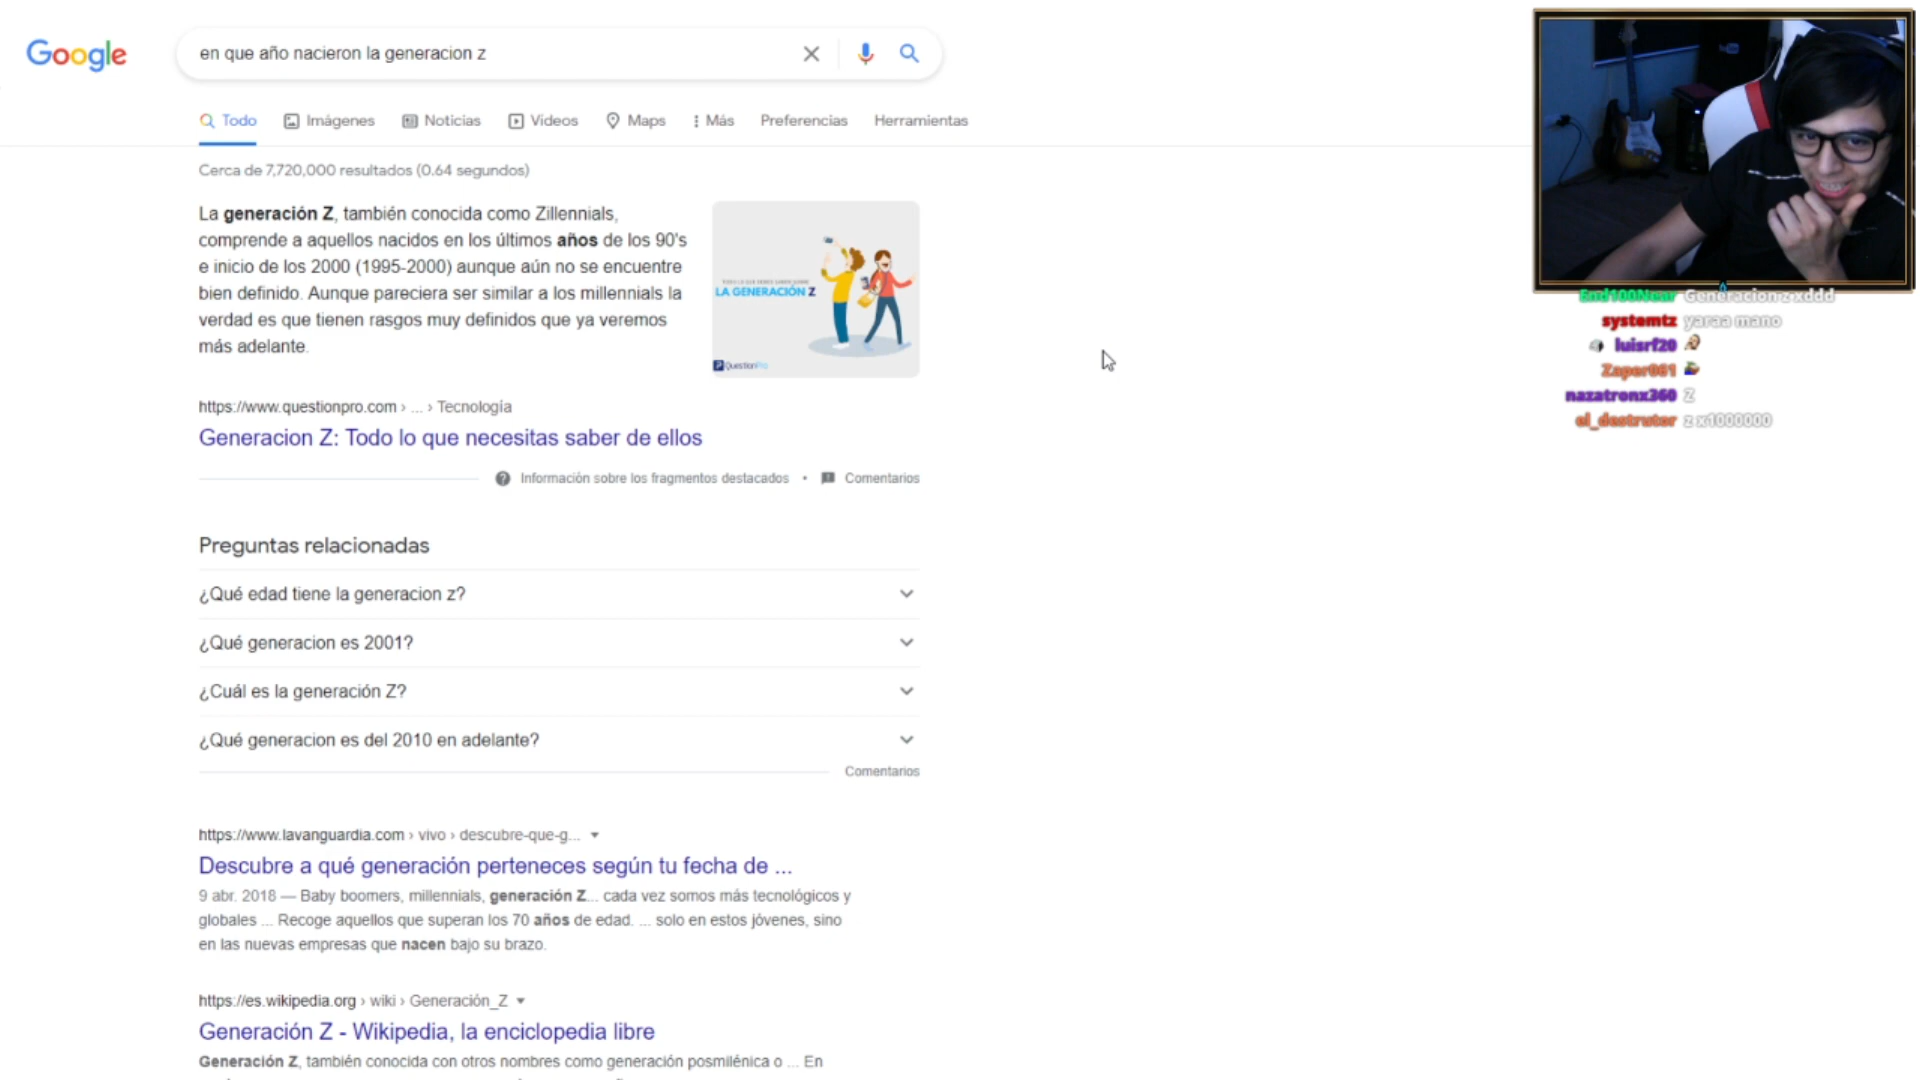 Google
en que año nacieron la generacion z
Todo Imágenes Noticias Videos Maps Más Preferencias Herramientas
Cerca de 7,720,000 resultados (0.64 segundos)
La generación Z, también conocida como Zillennials,
comprende a aquellos nacidos en los últimos años de los 90's
e inicio de los 2000 (1995-2000) aunque aún no se encuentre
bien definido. Aunque pareciera ser similar a los millennials la
verdad es que tienen rasgos muy definidos que ya veremos
más adelante.
LA GENERACIÓN Z
QuestionPro
https://www.questionpro.com › ... › Tecnología
Generacion Z: Todo lo que necesitas saber de ellos
Información sobre los fragmentos destacados • Comentarios
Preguntas relacionadas
¿Qué edad tiene la generacion z?
¿Qué generacion es 2001?
¿Cuál es la generación Z?
¿Qué generacion es del 2010 en adelante?
Comentarios
https://www.lavanguardia.com › vivo › descubre-que-g...
Descubre a qué generación perteneces según tu fecha de ...
9 abr. 2018 — Baby boomers, millennials, generación Z... cada vez somos más tecnológicos y
globales ... Recoge aquellos que superan los 70 años de edad. ... solo en estos jóvenes, sino
en las nuevas empresas que nacen bajo su brazo.
https://es.wikipedia.org › wiki › Generación_Z
Generación Z - Wikipedia, la enciclopedia libre
Generación Z, también conocida con otros nombres como generación posmilénica o ... En
Generacion z xddd
systemtz yaraa mano
luisrf20
Zaper081
nazatronx360 Z
el_destrutor z x1000000